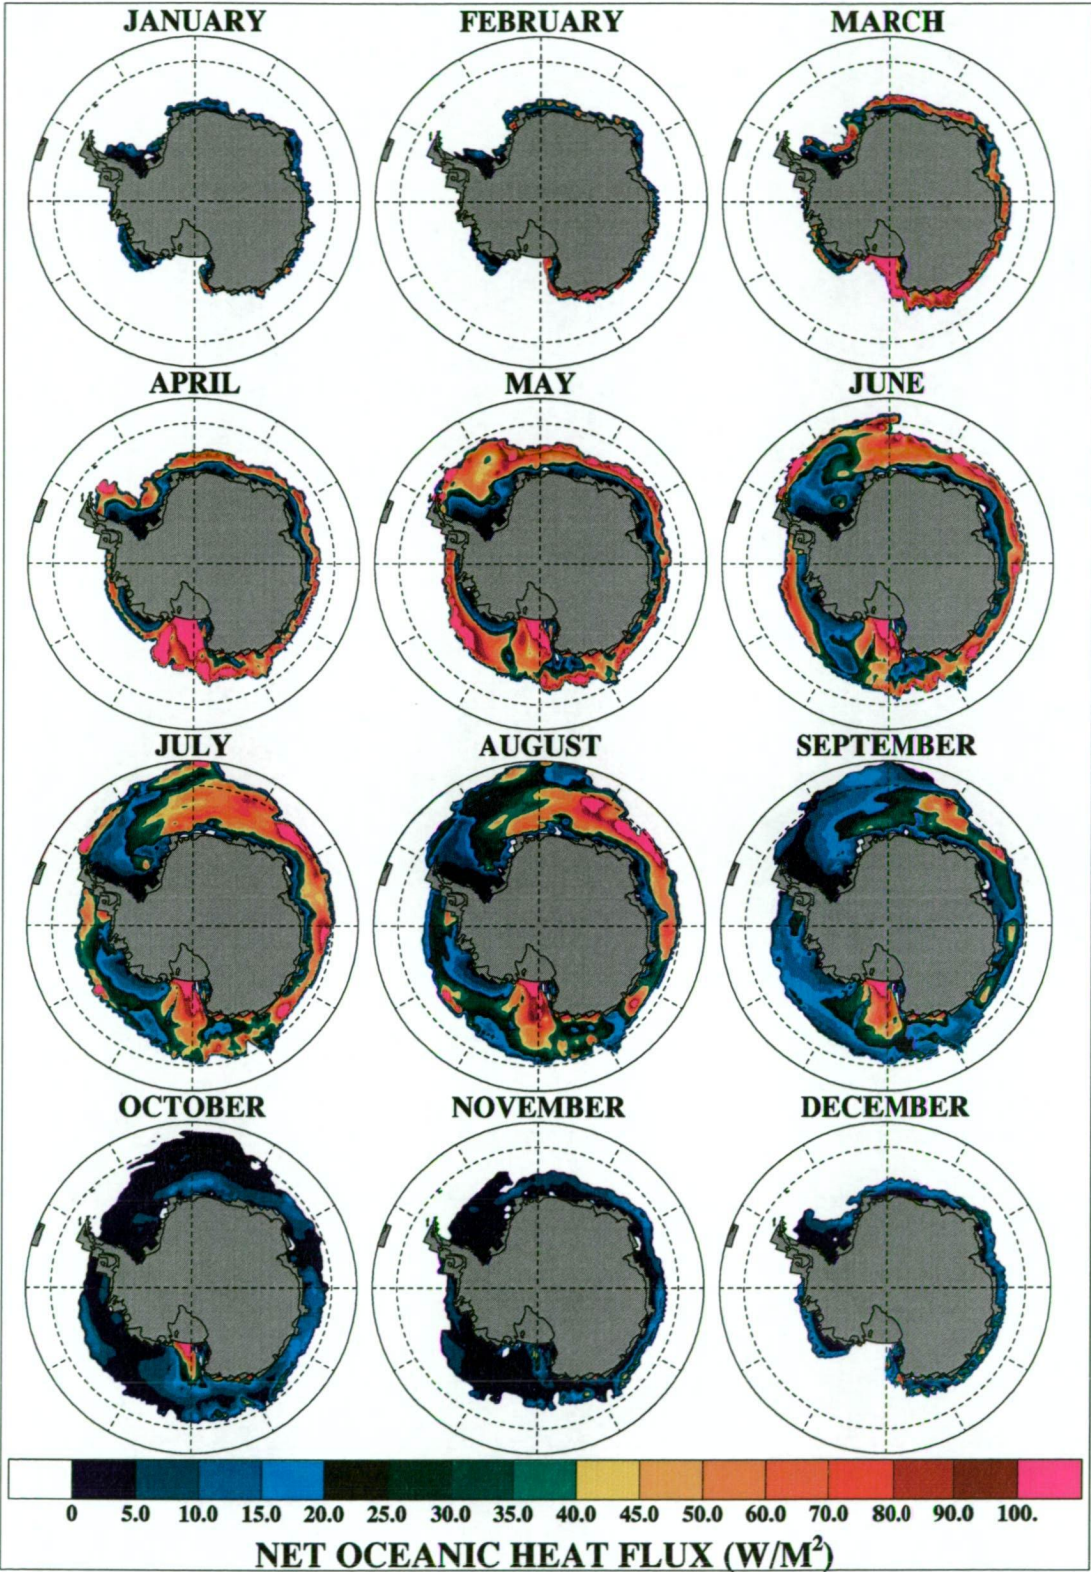 JANUARY FEBRUARY MARCH
APRIL MAY JUNE
JULY AUGUST SEPTEMBER
OCTOBER NOVEMBER DECEMBER
0 5.0 10.0 15.0 20.0 25.0 30.0 35.0 40.0 45.0 50.0 60.0 70.0 80.0 90.0 100.
NET OCEANIC HEAT FLUX (W/M²)